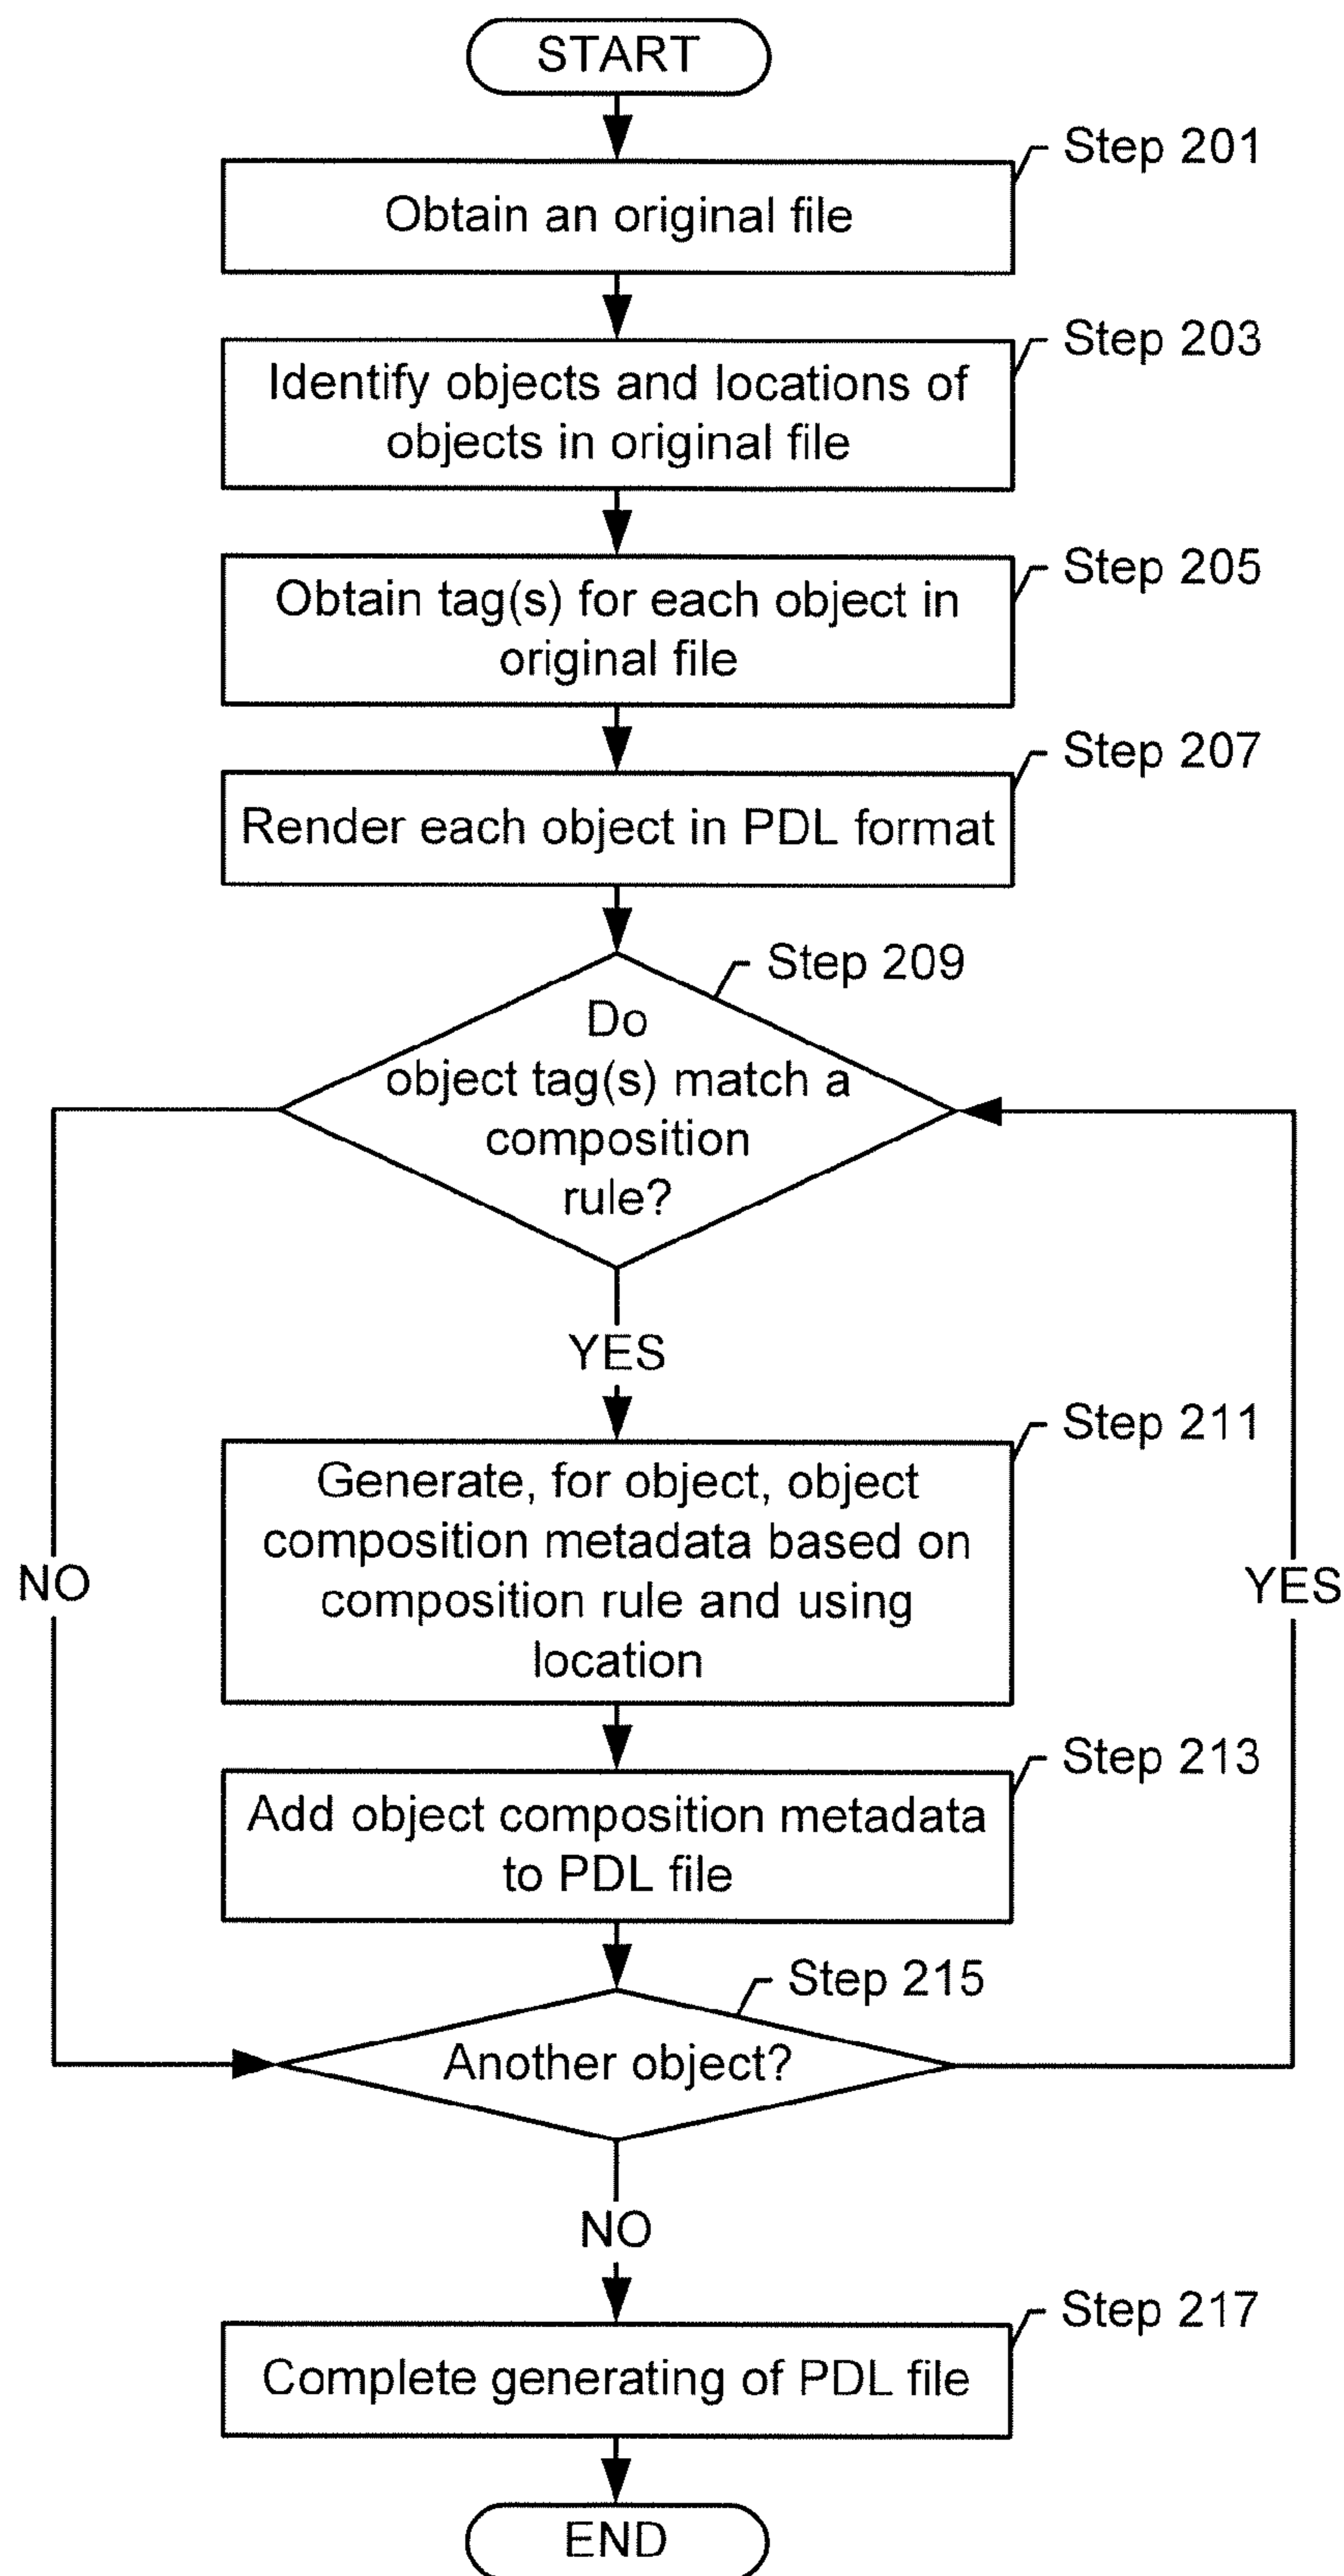 START
Step 201
Obtain an original file
Step 203
Identify objects and locations of
objects in original file
Step 205
Obtain tag(s) for each object in
original file
Step 207
Render each object in PDL format
Step 209
Do
object tag(s) match a
composition
rule?
YES
Step 211
Generate, for object, object
composition metadata based on
composition rule and using
location
NO
YES
Step 213
Add object composition metadata
to PDL file
Step 215
Another object?
NO
Step 217
Complete generating of PDL file
END